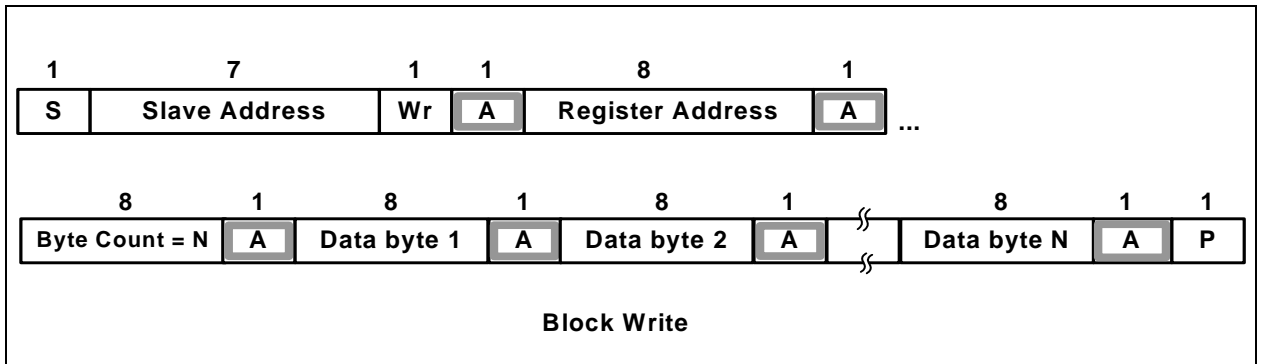 1 7 1 1 8 1
S Slave Address Wr A Register Address A ...
8 1 8 1 8 1 8 1 1
Byte Count = N A Data byte 1 A Data byte 2 A Data byte N A P
Block Write